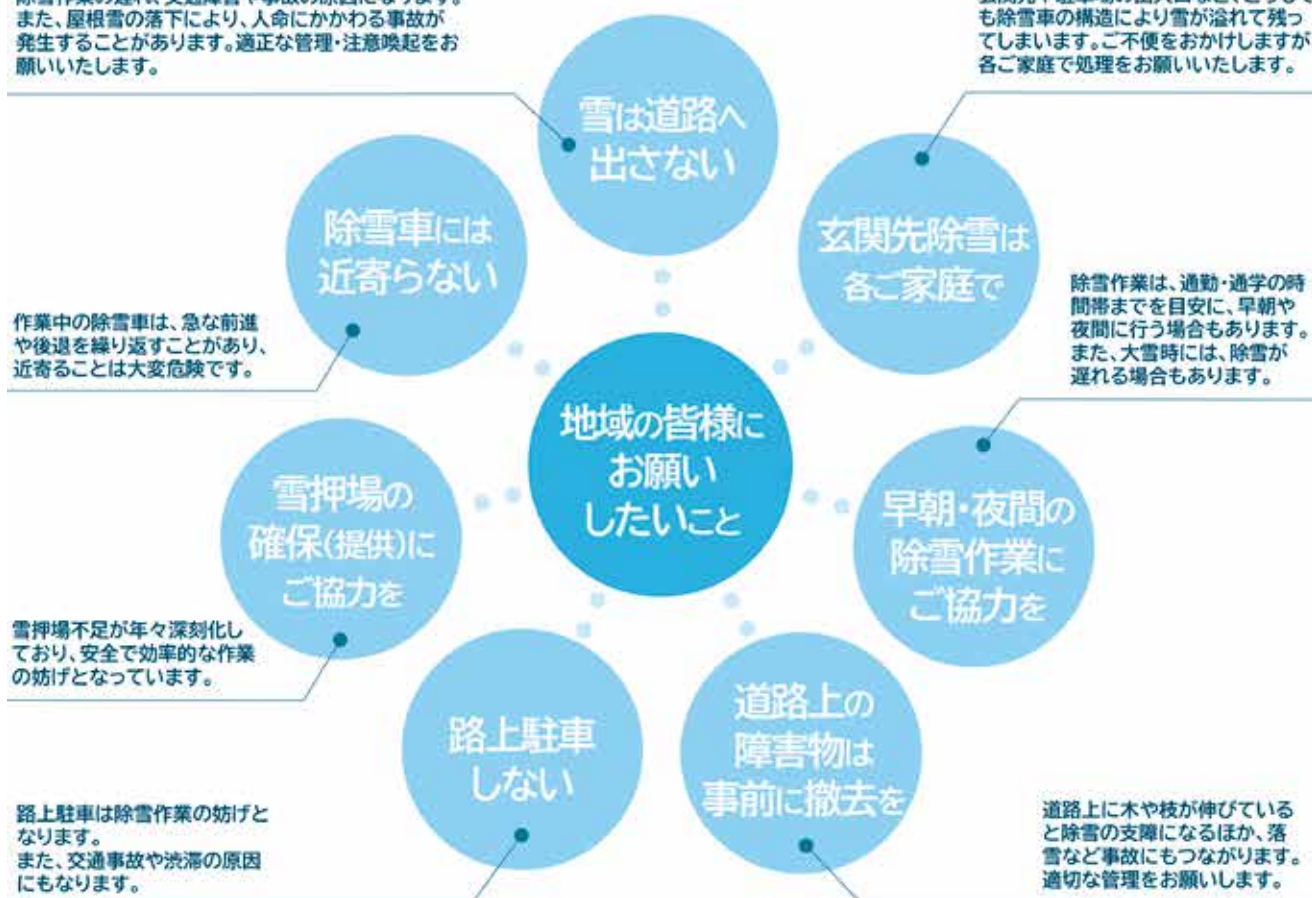 また、屋根雪の落下により、人命にかかわる事故が
発生することがあります。適正な管理・注意喚起をお
願いいたします。
も除雪車の構造により雪が溢れて残っ
てしまいます。ご不便をおかけしますが
各ご家庭で処理をお願いいたします。
雪は道路へ
出さない
除雪車には
近寄らない
玄関先除雪は
各ご家庭で
作業中の除雪車は、急な前進
や後退を繰り返すことがあり、
近寄ることは大変危険です。
除雪作業は、通勤・通学の時
間帯までを目安に、早朝や
夜間に行う場合もあります。
また、大雪時には、除雪が
遅れる場合もあります。
地域の皆様に
お願い
したいこと
雪押場の
確保(提供)に
ご協力を
早朝・夜間の
除雪作業に
ご協力を
雪押場不足が年々深刻化し
ており、安全で効率的な作業
の妨げとなっています。
路上駐車
しない
道路上の
障害物は
事前に撤去を
路上駐車は除雪作業の妨げと
なります。
また、交通事故や渋滞の原因
にもなります。
道路上に木や枝が伸びている
と除雪の支障になるほか、落
雪など事故にもつながります。
適切な管理をお願いします。